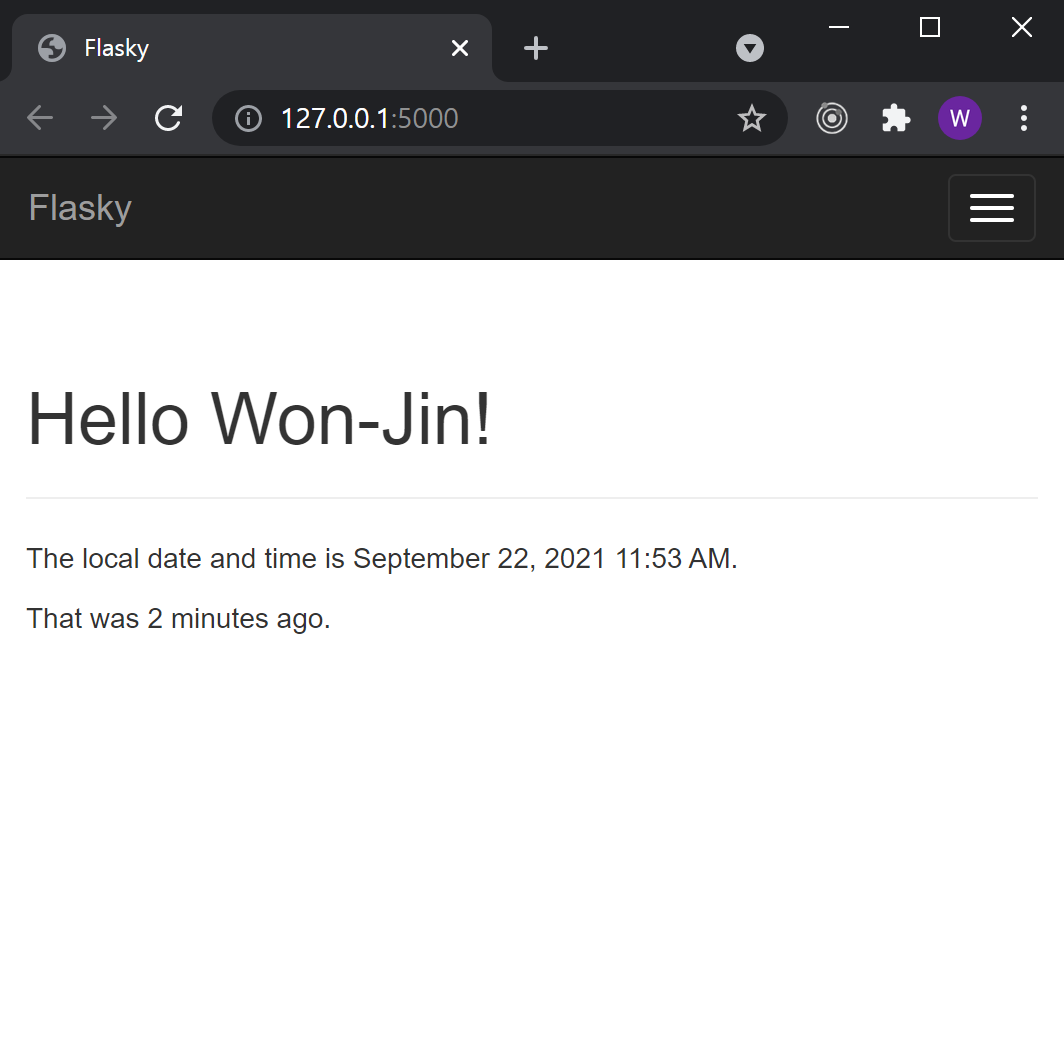 Flasky
127.0.0.1:5000
W
Flasky
Hello Won-Jin!
The local date and time is September 22, 2021 11:53 AM.
That was 2 minutes ago.